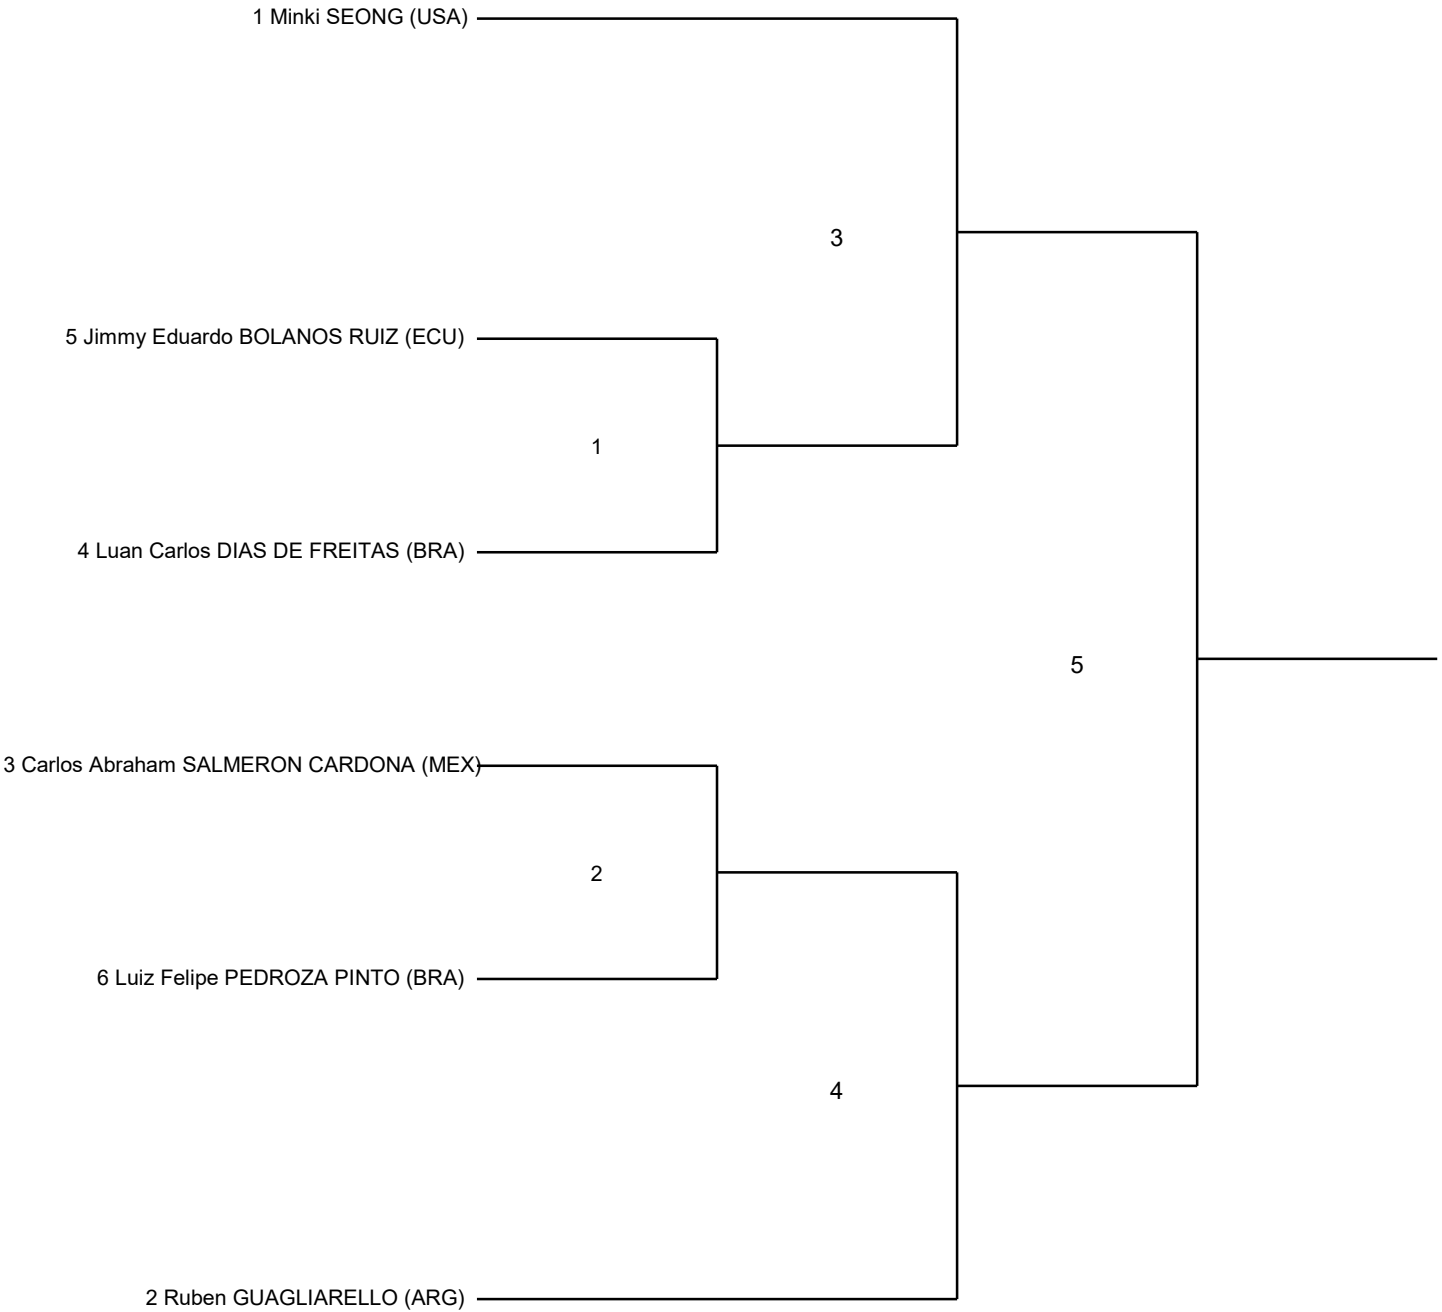 1 Minki SEONG (USA)
3
5 Jimmy Eduardo BOLANOS RUIZ (ECU)
1
4 Luan Carlos DIAS DE FREITAS (BRA)
5
3 Carlos Abraham SALMERON CARDONA (MEX)
2
6 Luiz Felipe PEDROZA PINTO (BRA)
4
2 Ruben GUAGLIARELLO (ARG)